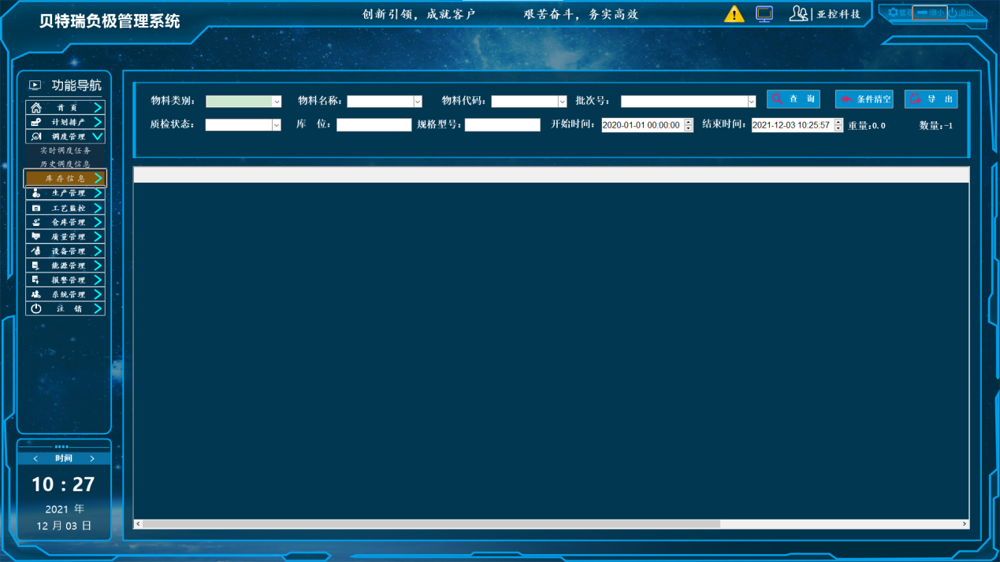 贝特瑞负极管理系统
创新引领，成就客户 艰苦奋斗，务实高效
亚控科技
管理 缩小 退出
功能导航
首 页
计划排产
调度管理
实时调度任务
历史调度信息
库存信息
生产管理
工艺监控
仓库管理
质量管理
设备管理
能源管理
报警管理
系统管理
注 销
物料类别： 物料名称： 物料代码： 批次号： 查 询 条件清空 导 出
质检状态： 库 位： 规格型号： 开始时间： 2020-01-01 00:00:00 结束时间： 2021-12-03 10:25:57 重量:0.0 数量:-1
< 时间 >
10 : 27
2021 年
12 月 03 日